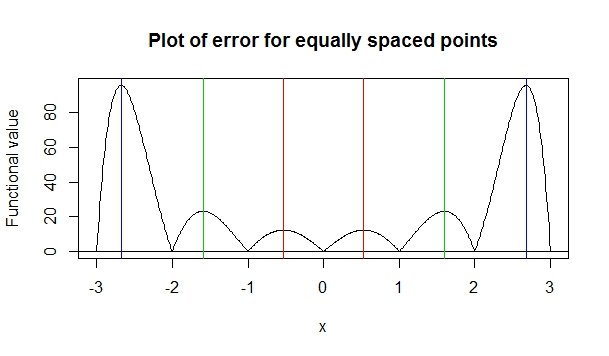 Plot of error for equally spaced points
Functional value
80
60
40
20
0
-3 -2 -1 0 1 2 3
x